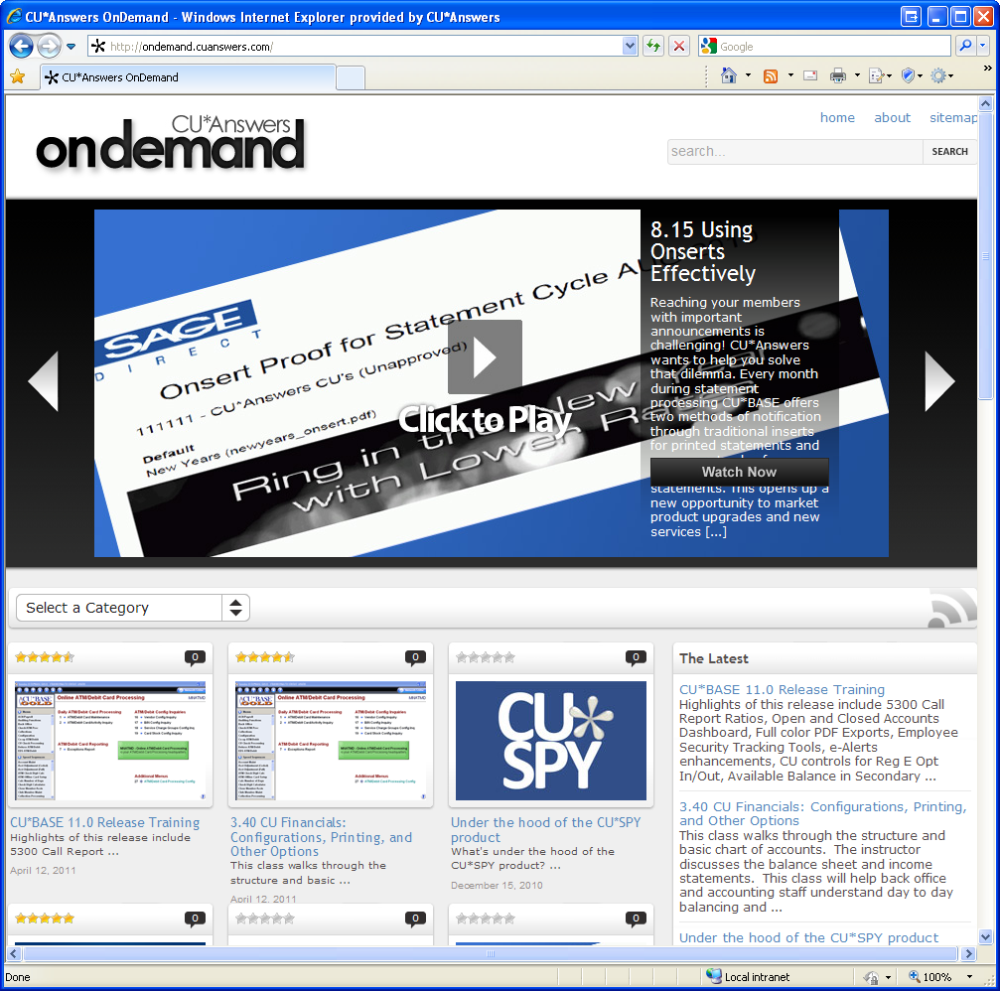 CU*Answers OnDemand - Windows Internet Explorer provided by CU*Answers
http://ondemand.cuanswers.com/
Google
CU*Answers OnDemand
CU*Answers
ondemand
home about sitemap
search...
SEARCH
8.15 Using
Onserts
Effectively
Reaching your members
with important
announcements is
challenging! CU*Answers
wants to help you solve
that dilemma. Every month
during statement
processing CU*BASE offers
two methods of notification
through traditional inserts
for printed statements and
Watch Now
statements. This opens up a
new opportunity to market
product upgrades and new
services [...]
SAGE
DIRECT
Onsert Proof for Statement Cycle
111111 - CU*Answers CU's (Unapproved)
Default
New Years (newyears_onsert.pdf)
Ring in the New Year
with Lower Rates
Click to Play
Select a Category
0
0
0
Online ATM/Debit Card Processing
Online ATM/Debit Card Processing
CU*
SPY
CU*BASE 11.0 Release Training
Highlights of this release include
5300 Call Report ...
April 12, 2011
3.40 CU Financials:
Configurations, Printing, and
Other Options
This class walks through the
structure and basic ...
April 12, 2011
Under the hood of the CU*SPY
product
What's under the hood of the
CU*SPY product? ...
December 15, 2010
0
0
0
The Latest
CU*BASE 11.0 Release Training
Highlights of this release include 5300 Call
Report Ratios, Open and Closed Accounts
Dashboard, Full color PDF Exports, Employee
Security Tracking Tools, e-Alerts
enhancements, CU controls for Reg E Opt
In/Out, Available Balance in Secondary ...
3.40 CU Financials: Configurations, Printing,
and Other Options
This class walks through the structure and
basic chart of accounts. The instructor
discusses the balance sheet and income
statements. This class will help back office
and accounting staff understand day to day
balancing and ...
Under the hood of the CU*SPY product
Done
Local intranet
100%